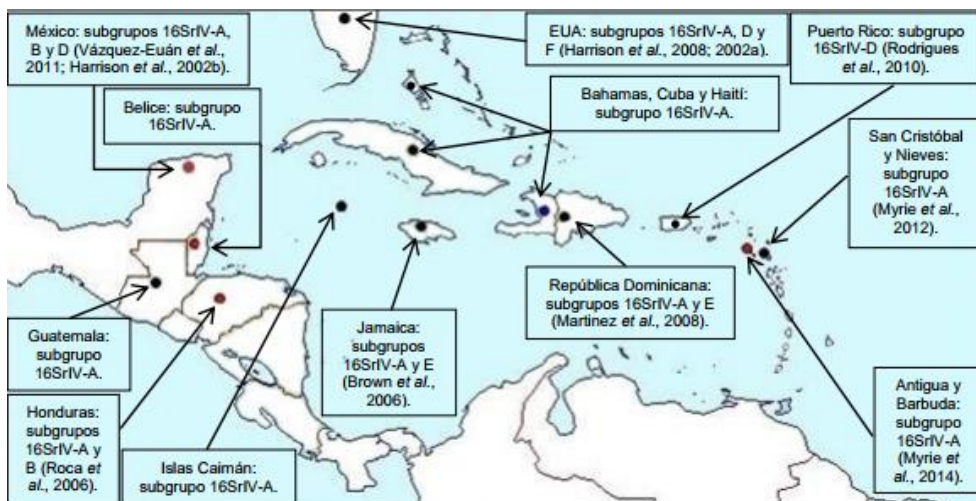 México: subgrupos 16SrIV-A,
B y D (Vázquez-Euán et al.,
2011; Harrison et al., 2002b).
EUA: subgrupos 16SrIV-A, D y
F (Harrison et al., 2008; 2002a).
Puerto Rico: subgrupo
16SrIV-D (Rodrigues
et al., 2010).
Belice: subgrupo
16SrIV-A.
Bahamas, Cuba y Haití:
subgrupo 16SrIV-A.
San Cristóbal
y Nieves:
subgrupo
16SrIV-A
(Myrie et al.,
2012).
República Dominicana:
subgrupos 16SrIV-A y E
(Martinez et al., 2008).
Guatemala:
subgrupo
16SrIV-A.
Jamaica:
subgrupos
16SrIV-A y E
(Brown et al.,
2006).
Honduras:
subgrupos
16SrIV-A y
B (Roca et
al., 2006).
Islas Caimán:
subgrupo 16SrIV-A.
Antigua y
Barbuda:
subgrupo
16SrIV-A
(Myrie et
al., 2014).